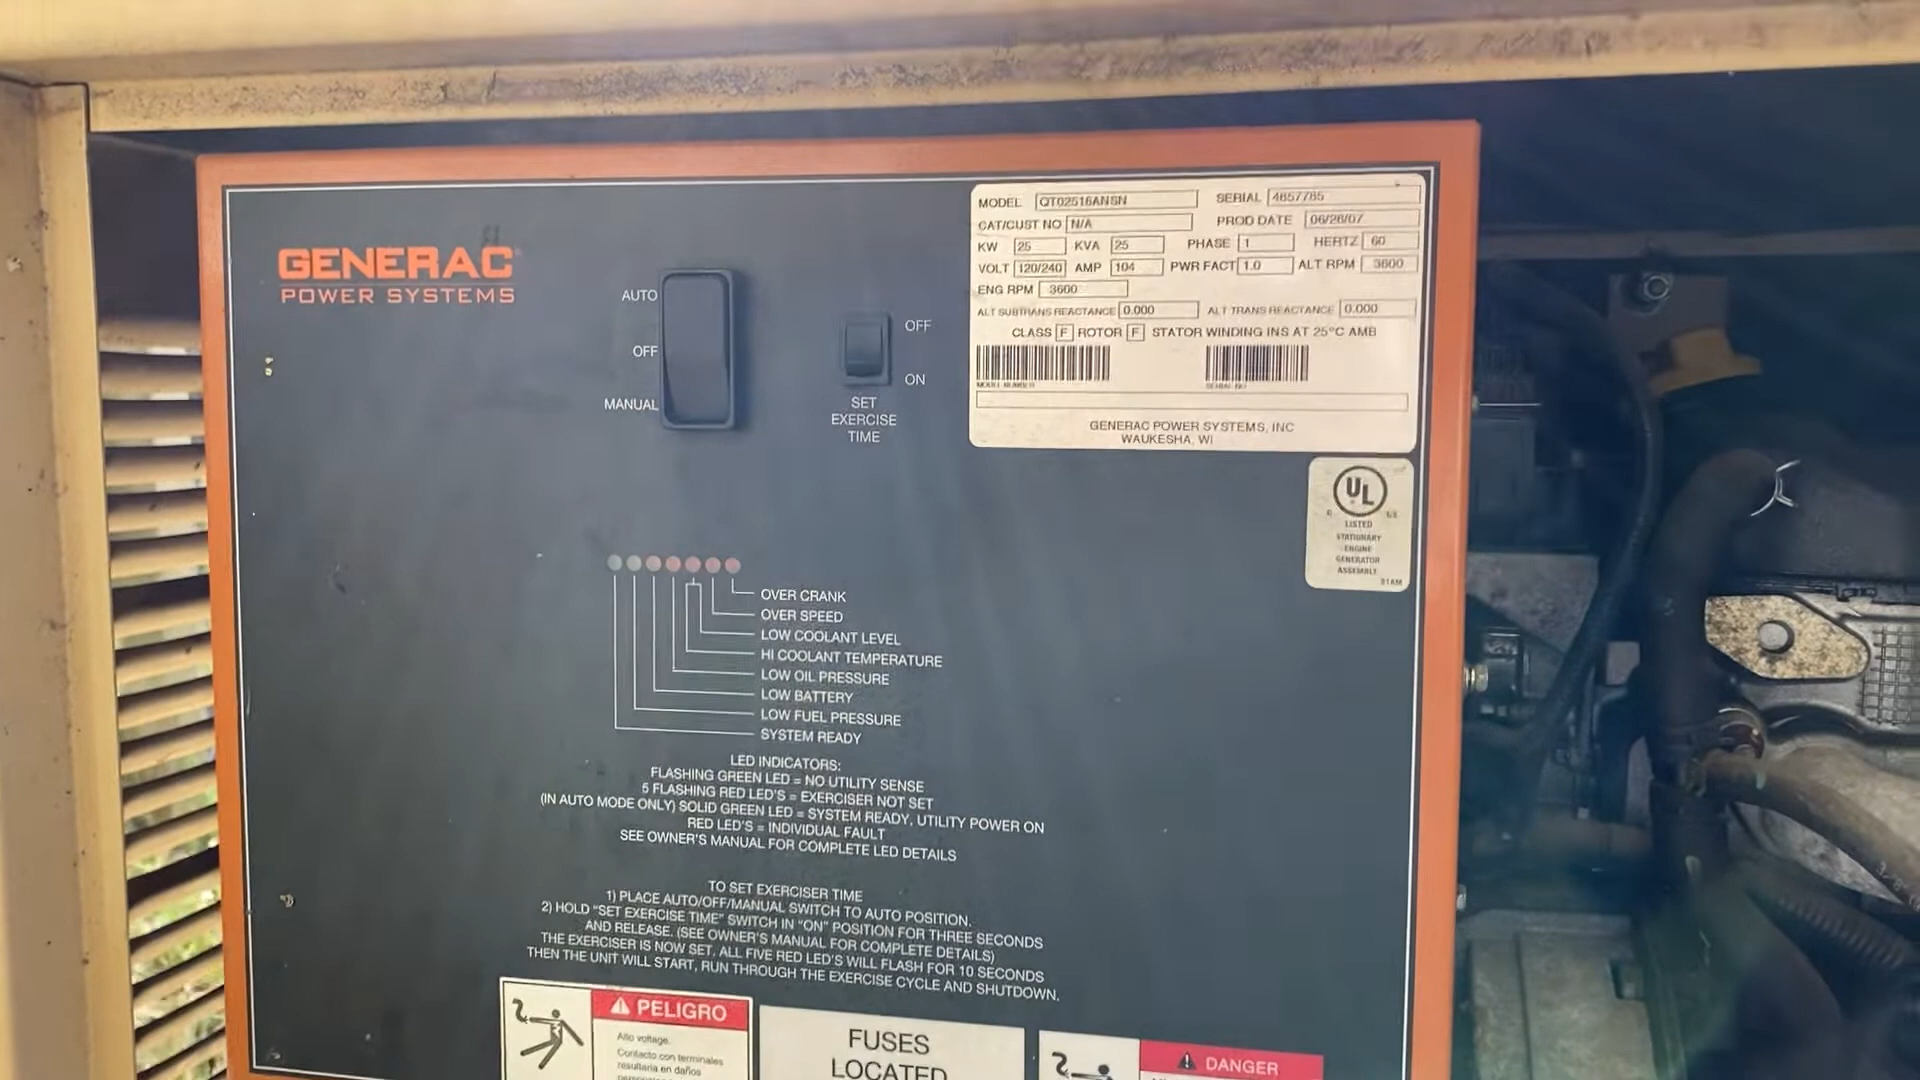 GENERAC
POWER SYSTEMS
AUTO
OFF
MANUAL
OFF
ON
SET
EXERCISE
TIME
MODEL QT02516ANSN SERIAL 4857785
CAT/CUST NO N/A PROD DATE 06/26/07
KW 25 KVA 25 PHASE 1 HERTZ 60
VOLT 120/240 AMP 104 PWR FACT 1.0 ALT RPM 3600
ENG RPM 3600
ALT SUBTRANS REACTANCE 0.000 ALT TRANS REACTANCE 0.000
CLASS F ROTOR F STATOR WINDING INS AT 25°C AMB
MODEL NUMBER SERIAL NO
GENERAC POWER SYSTEMS, INC
WAUKESHA, WI
UL
C US
LISTED
STATIONARY
ENGINE
GENERATOR
ASSEMBLY
OVER CRANK
OVER SPEED
LOW COOLANT LEVEL
HI COOLANT TEMPERATURE
LOW OIL PRESSURE
LOW BATTERY
LOW FUEL PRESSURE
SYSTEM READY
LED INDICATORS:
FLASHING GREEN LED = NO UTILITY SENSE
5 FLASHING RED LED'S = EXERCISER NOT SET
(IN AUTO MODE ONLY) SOLID GREEN LED = SYSTEM READY, UTILITY POWER ON
RED LED'S = INDIVIDUAL FAULT
SEE OWNER'S MANUAL FOR COMPLETE LED DETAILS
TO SET EXERCISER TIME
1) PLACE AUTO/OFF/MANUAL SWITCH TO AUTO POSITION.
2) HOLD "SET EXERCISE TIME" SWITCH IN "ON" POSITION FOR THREE SECONDS
AND RELEASE. (SEE OWNER'S MANUAL FOR COMPLETE DETAILS)
THE EXERCISER IS NOW SET. ALL FIVE RED LED'S WILL FLASH FOR 10 SECONDS
THEN THE UNIT WILL START, RUN THROUGH THE EXERCISE CYCLE AND SHUTDOWN.
PELIGRO
Alto voltage.
Contacto con terminales
resultaria en daños
FUSES
LOCATED
DANGER